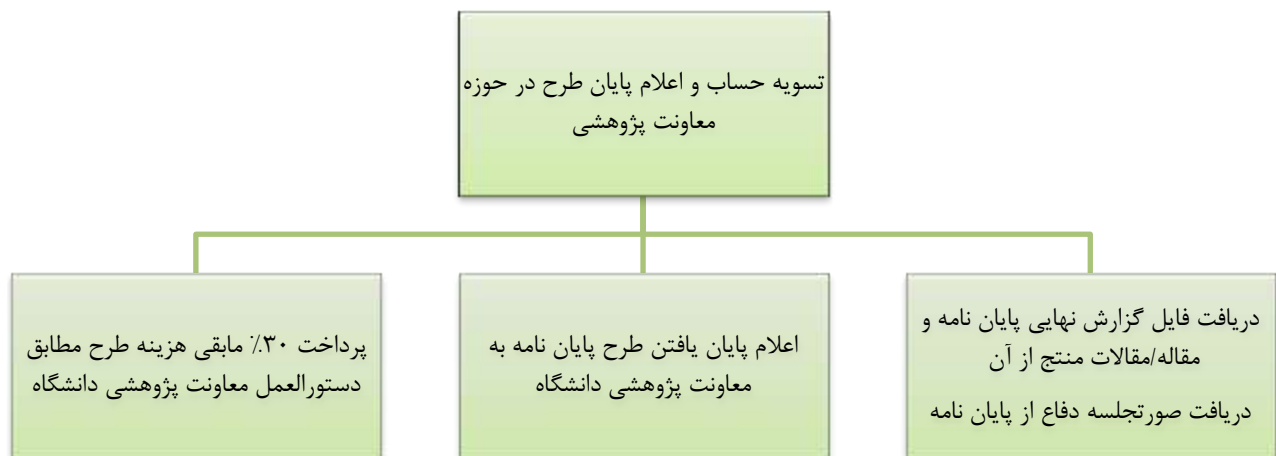 تسویه حساب و اعلام پایان طرح در حوزه
معاونت پژوهشی
دریافت فایل گزارش نهایی پایان نامه و
مقاله/مقالات منتج از آن
دریافت صورتجلسه دفاع از پایان نامه
اعلام پایان یافتن طرح پایان نامه به
معاونت پژوهشی دانشگاه
پرداخت ۳۰٪ مابقی هزینه طرح مطابق
دستورالعمل معاونت پژوهشی دانشگاه